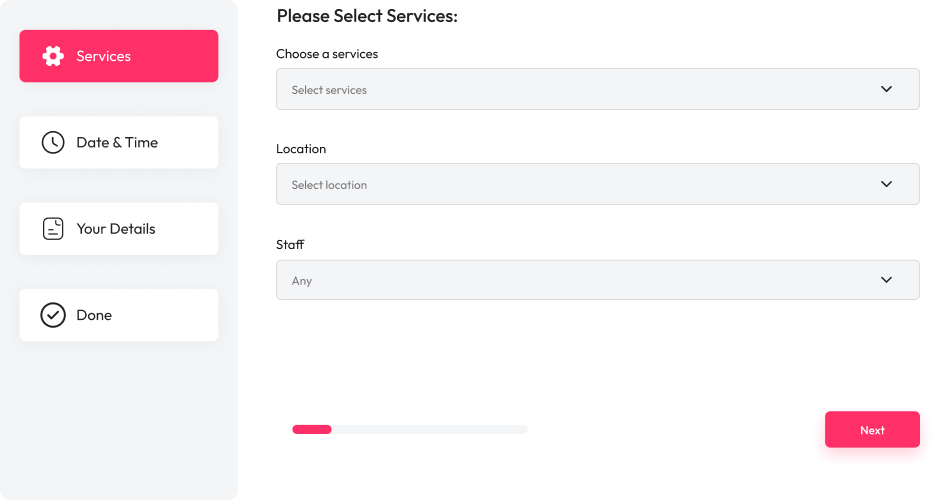 Please Select Services:
Services
Choose a services
Select services
Date & Time
Location
Select location
Your Details
Staff
Any
Done
Next